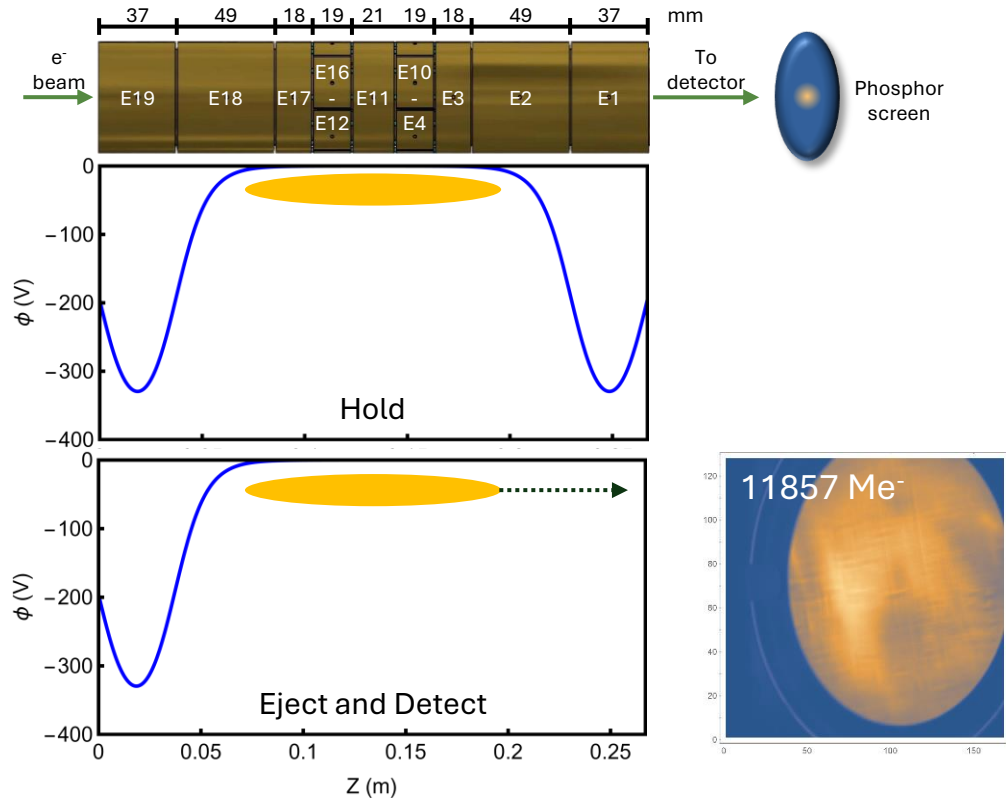 37 49 18 19 21 19 18 49 37 mm
e- beam
To detector
E19 E18 E17 E16 - E12 E11 E10 - E4 E3 E2 E1
Phosphor screen
0
−100
−200
−300
−400
ϕ (V)
Hold
0
−100
−200
−300
−400
ϕ (V)
Eject and Detect
0 0.05 0.1 0.15 0.2 0.25
Z (m)
11857 Me-
120
100
80
60
40
20
0
0 50 100 150